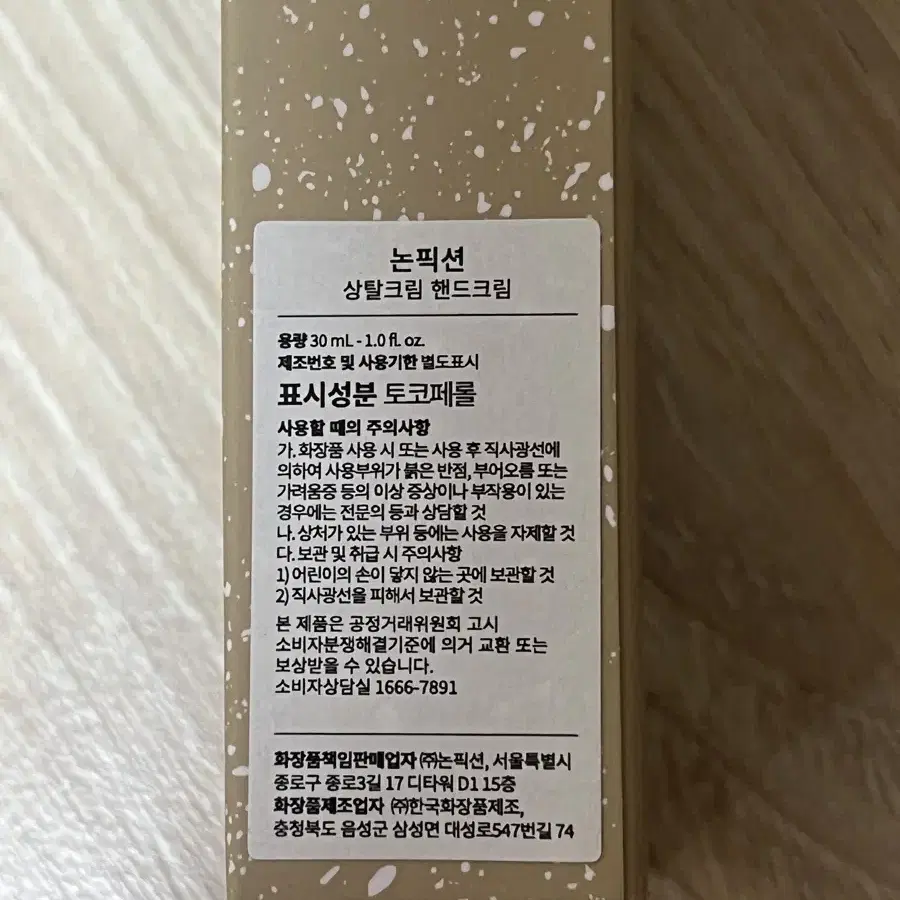 논픽션
상탈크림 핸드크림
용량 30 mL - 1.0 fl. oz.
제조번호 및 사용기한 별도표시
표시성분 토코페롤
사용할 때의 주의사항
가. 화장품 사용 시 또는 사용 후 직사광선에
의하여 사용부위가 붉은 반점, 부어오름 또는
가려움증 등의 이상 증상이나 부작용이 있는
경우에는 전문의 등과 상담할 것
나. 상처가 있는 부위 등에는 사용을 자제할 것
다. 보관 및 취급 시 주의사항
1) 어린이의 손이 닿지 않는 곳에 보관할 것
2) 직사광선을 피해서 보관할 것
본 제품은 공정거래위원회 고시
소비자분쟁해결기준에 의거 교환 또는
보상받을 수 있습니다.
소비자상담실 1666-7891
화장품책임판매업자 ㈜논픽션, 서울특별시
종로구 종로3길 17 디타워 D1 15층
화장품제조업자 ㈜한국화장품제조,
충청북도 음성군 삼성면 대성로547번길 74